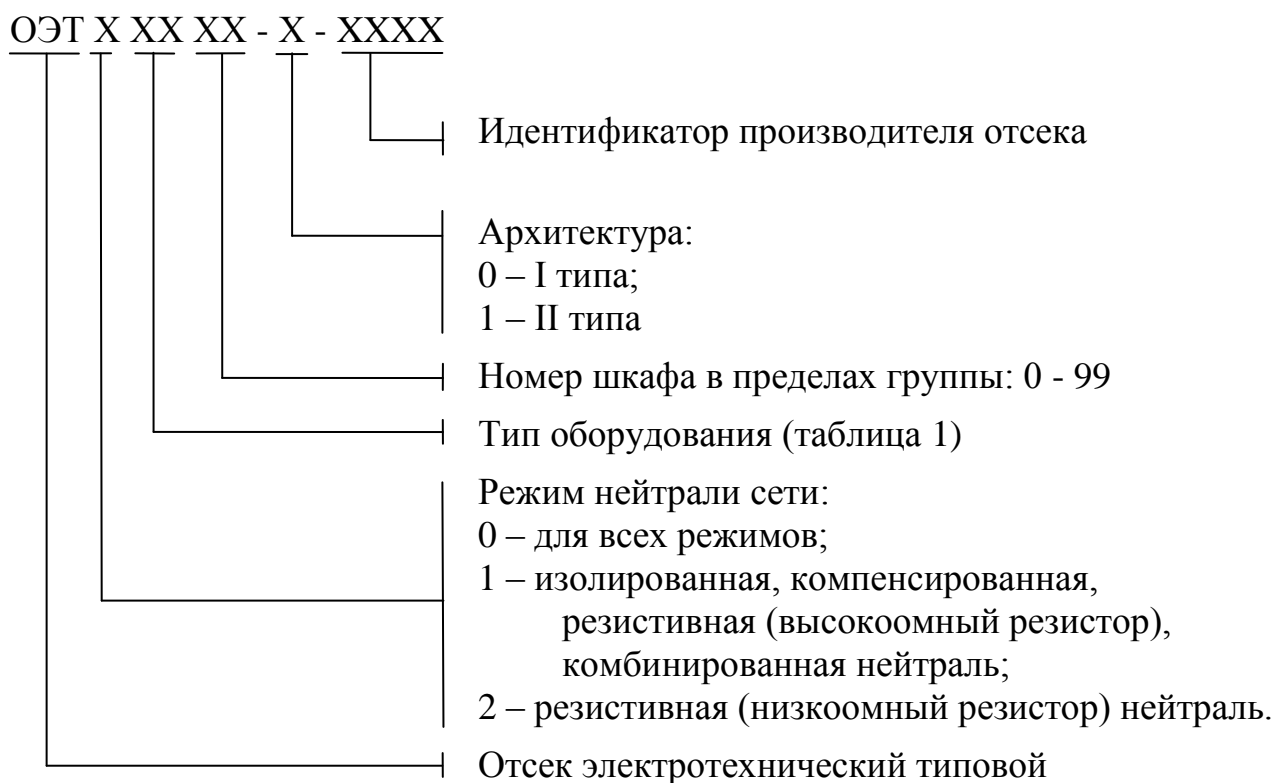 ОЭТ Х ХХ ХХ - Х - ХХХХ
Идентификатор производителя отсека
Архитектура:
0 – I типа;
1 – II типа
Номер шкафа в пределах группы: 0 - 99
Тип оборудования (таблица 1)
Режим нейтрали сети:
0 – для всех режимов;
1 – изолированная, компенсированная,
резистивная (высокоомный резистор),
комбинированная нейтраль;
2 – резистивная (низкоомный резистор) нейтраль.
Отсек электротехнический типовой